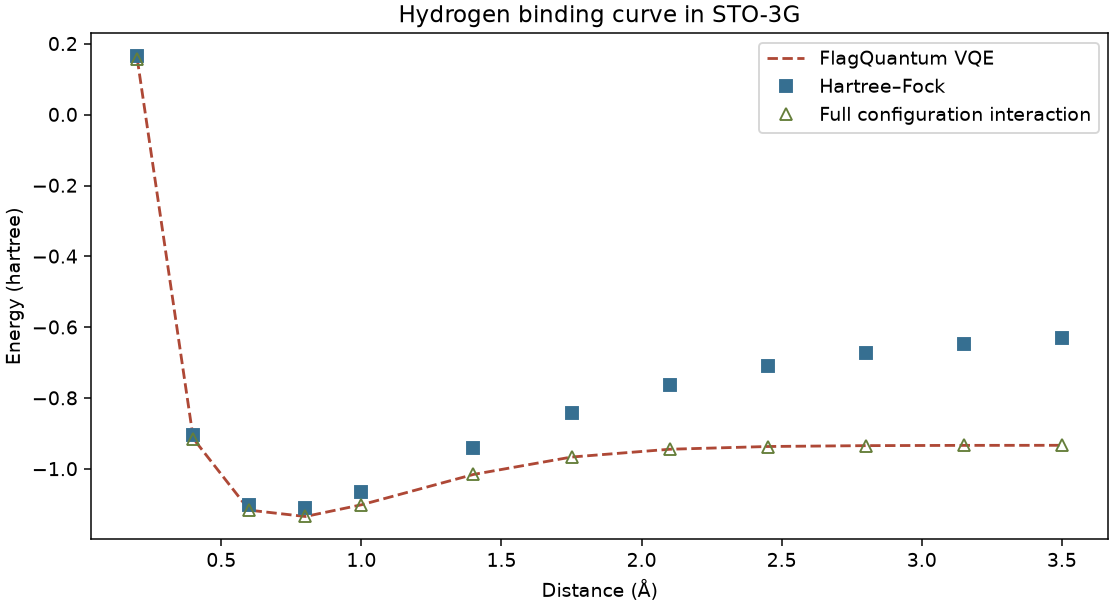 Hydrogen binding curve in STO-3G
FlagQuantum VQE
Hartree–Fock
Full configuration interaction
Energy (hartree)
0.2
0.0
−0.2
−0.4
−0.6
−0.8
−1.0
0.5
1.0
1.5
2.0
2.5
3.0
3.5
Distance (Å)